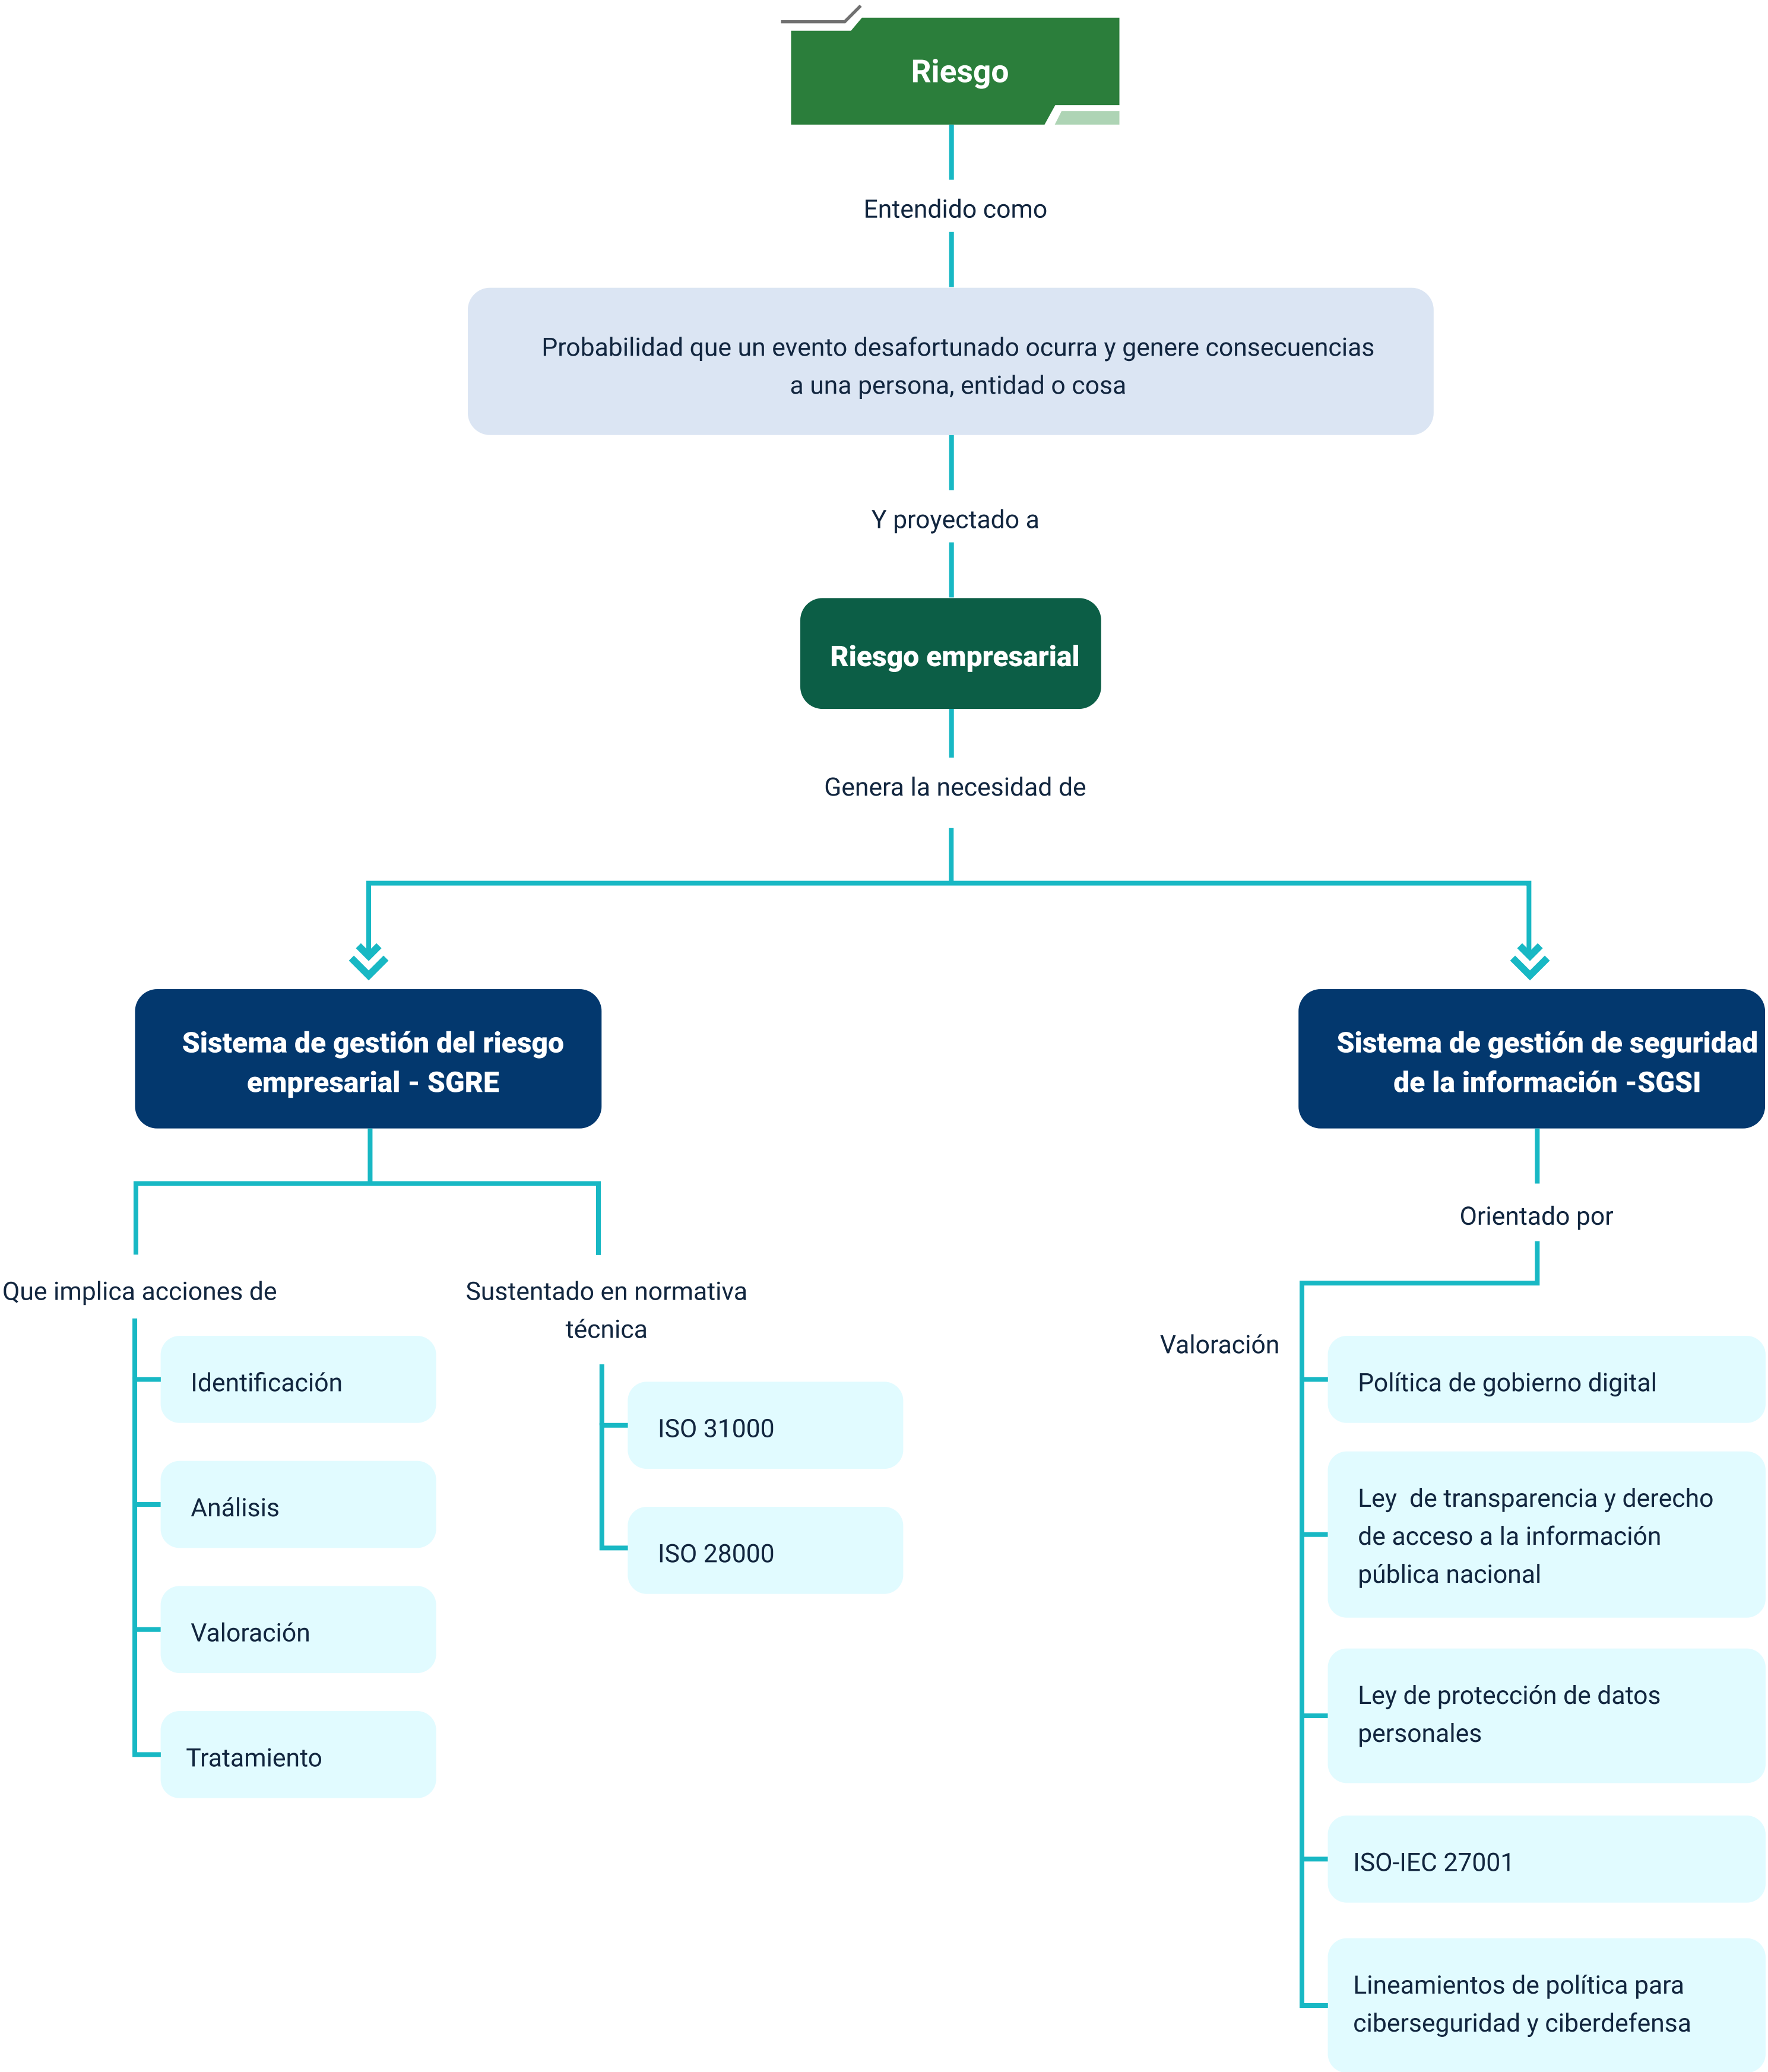 Riesgo
Entendido como
Probabilidad que un evento desafortunado ocurra y genere consecuencias
a una persona, entidad o cosa
Y proyectado a
Riesgo empresarial
Genera la necesidad de
Sistema de gestión del riesgo
empresarial - SGRE
Que implica acciones de
Identificación
Análisis
Valoración
Tratamiento
Sustentado en normativa
técnica
ISO 31000
ISO 28000
Sistema de gestión de seguridad
de la información -SGSI
Orientado por
Valoración
Política de gobierno digital
Ley  de transparencia y derecho
de acceso a la información
pública nacional
Ley de protección de datos
personales
ISO-IEC 27001
Lineamientos de política para
ciberseguridad y ciberdefensa